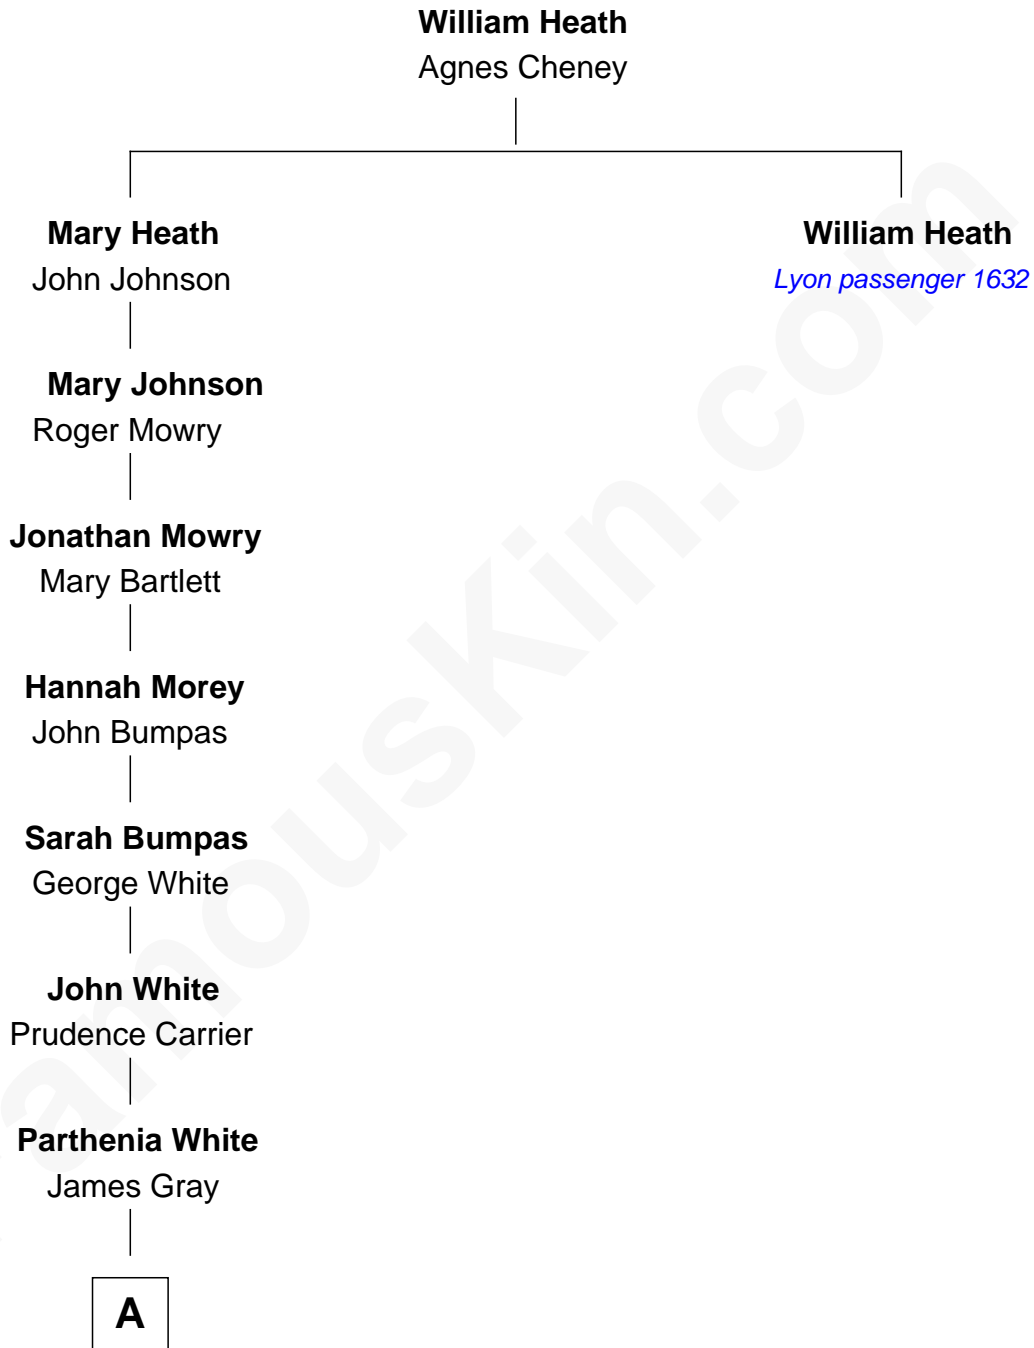 William Heath
Agnes Cheney
Mary Heath
John Johnson
William Heath
Lyon passenger 1632
Mary Johnson
Roger Mowry
Jonathan Mowry
Mary Bartlett
Hannah Morey
John Bumpas
Sarah Bumpas
George White
John White
Prudence Carrier
Parthenia White
James Gray
A
amouskin.com